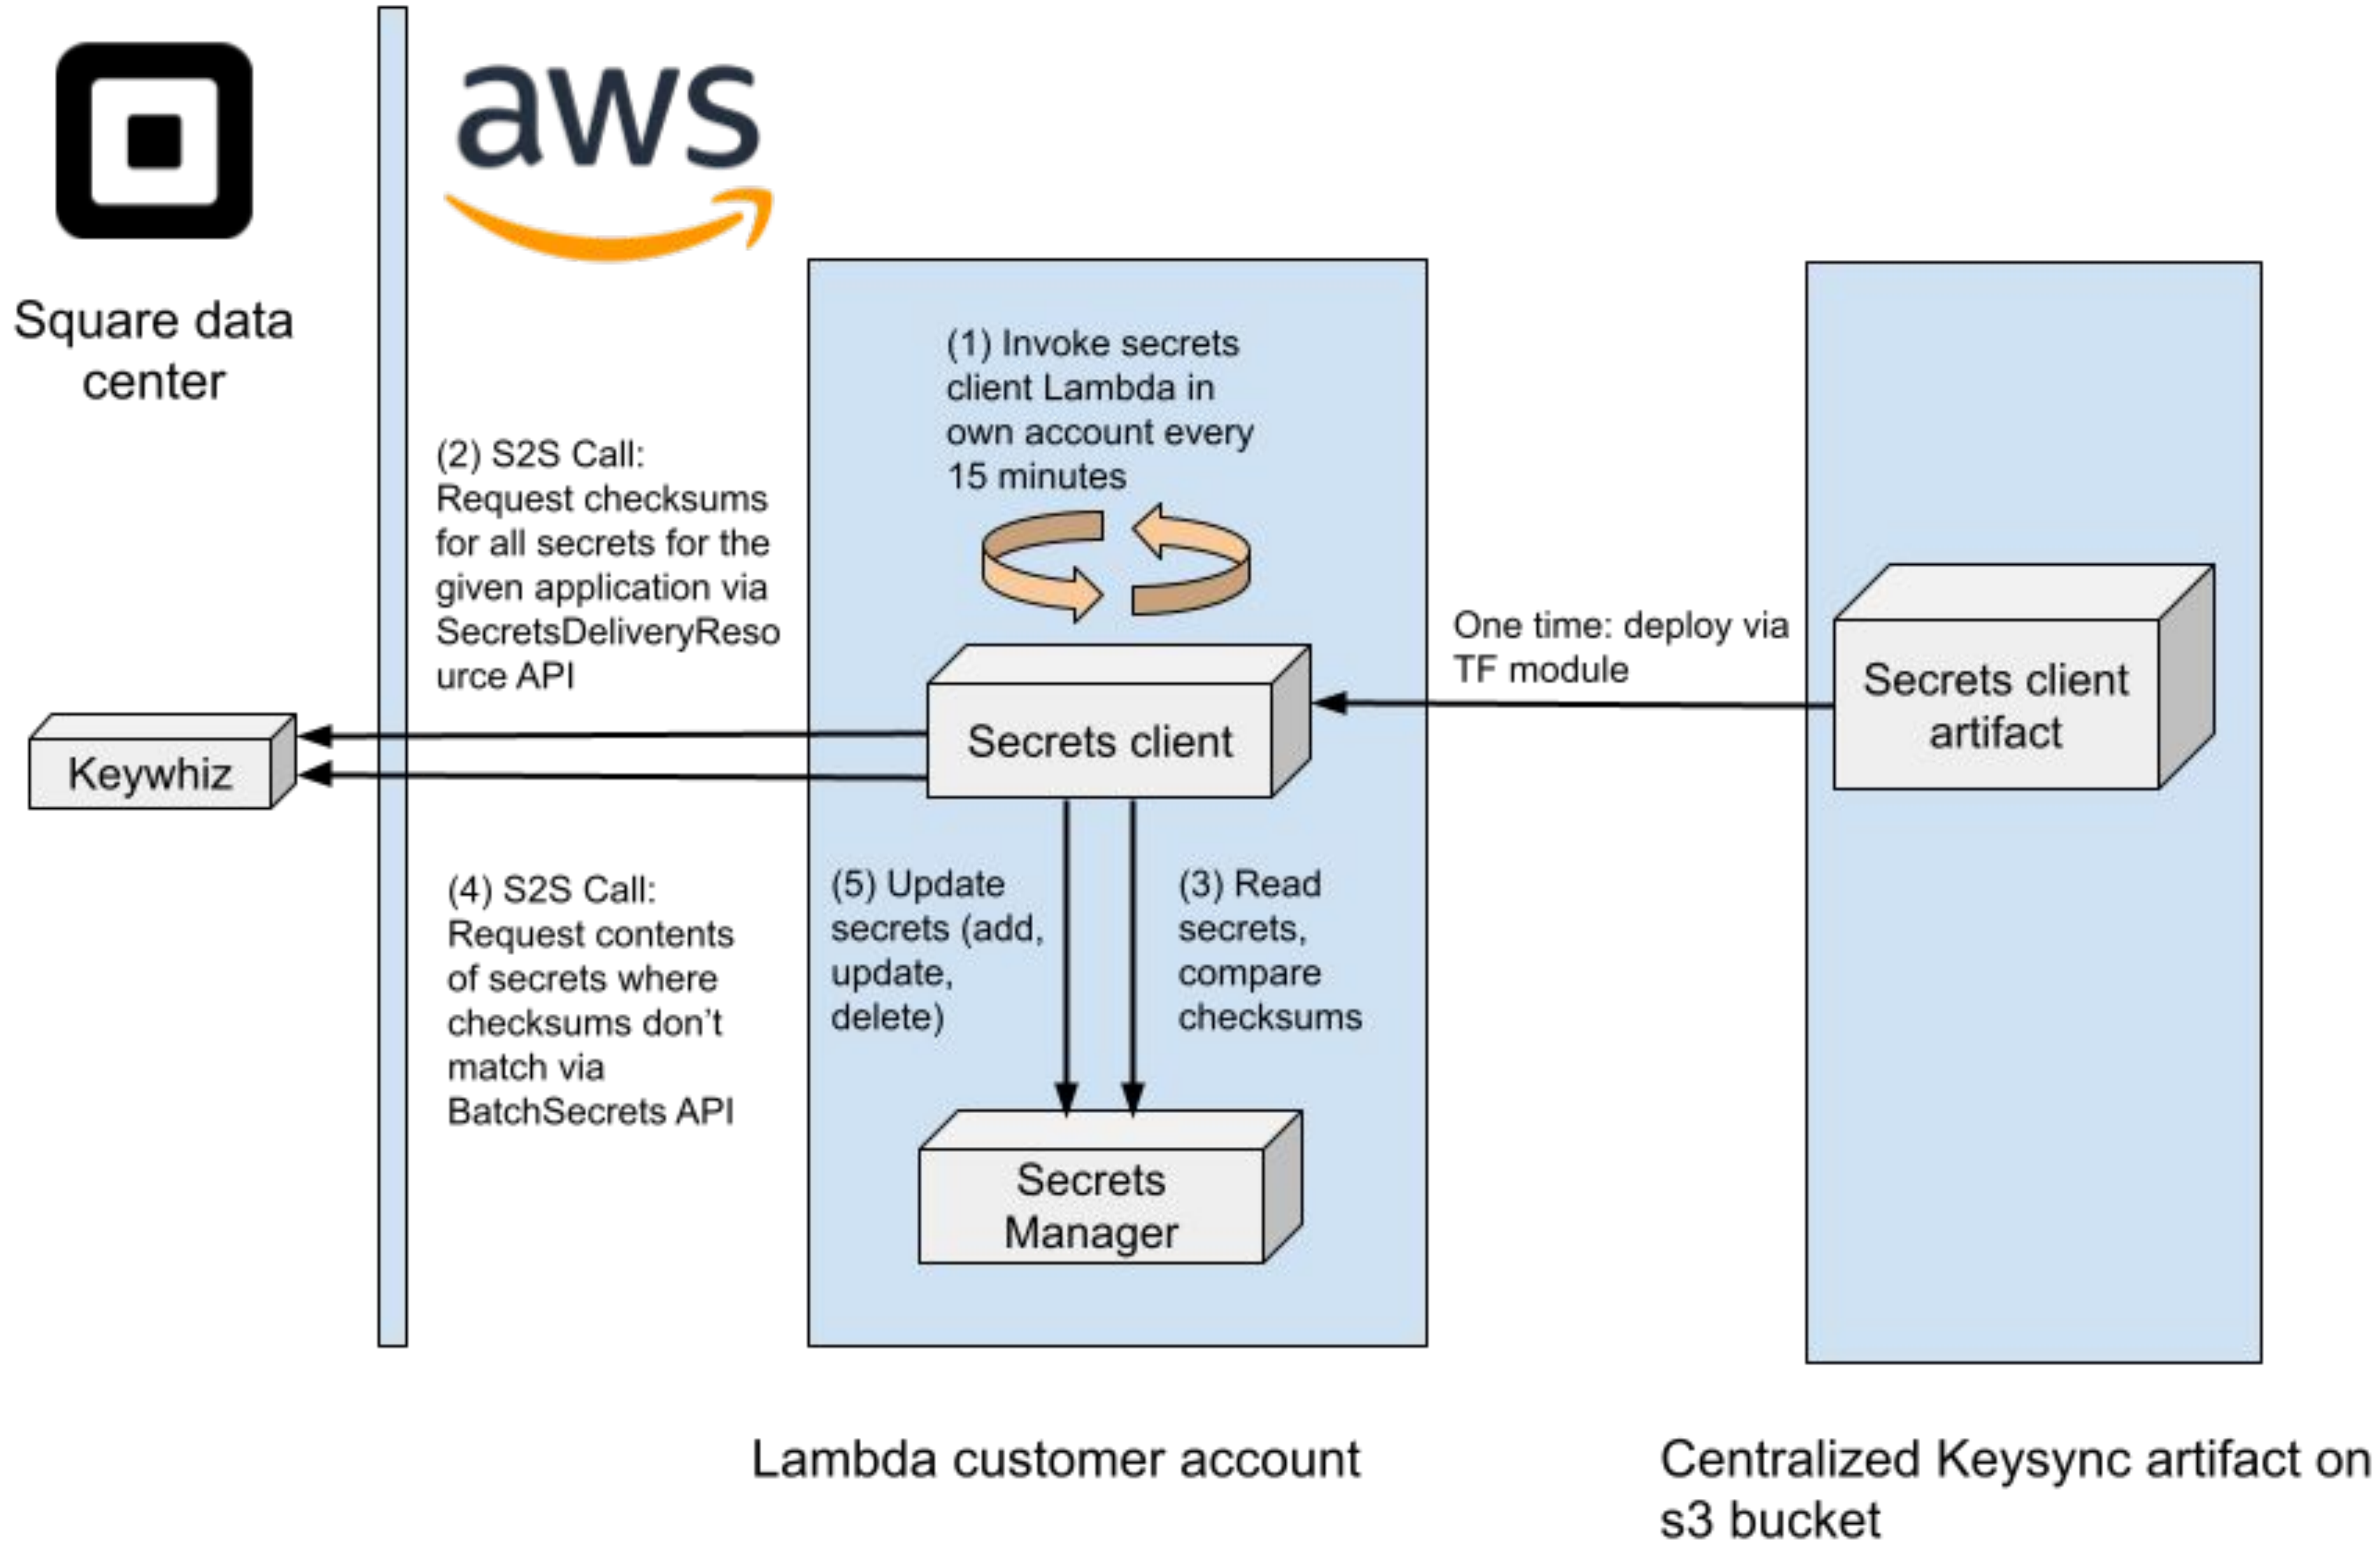 aws
Square data
center
(1) Invoke secrets
client Lambda in
own account every
15 minutes
(2) S2S Call:
Request checksums
for all secrets for the
given application via
SecretsDeliveryReso
urce API
One time: deploy via
TF module
Secrets client
artifact
Secrets client
Keywhiz
(4) S2S Call:
Request contents
of secrets where
checksums don't
match via
BatchSecrets API
(5) Update
secrets (add,
update,
delete)
(3) Read
secrets,
compare
checksums
Secrets
Manager
Lambda customer account
Centralized Keysync artifact on
s3 bucket